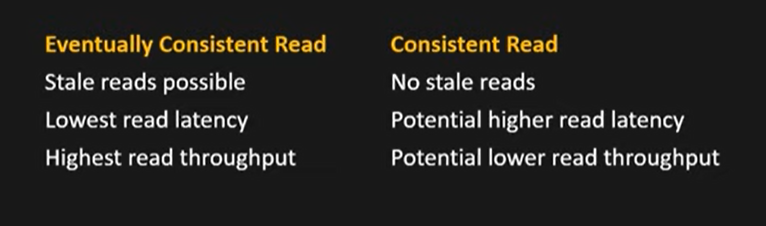 Eventually Consistent Read
Stale reads possible
Lowest read latency
Highest read throughput
Consistent Read
No stale reads
Potential higher read latency
Potential lower read throughput